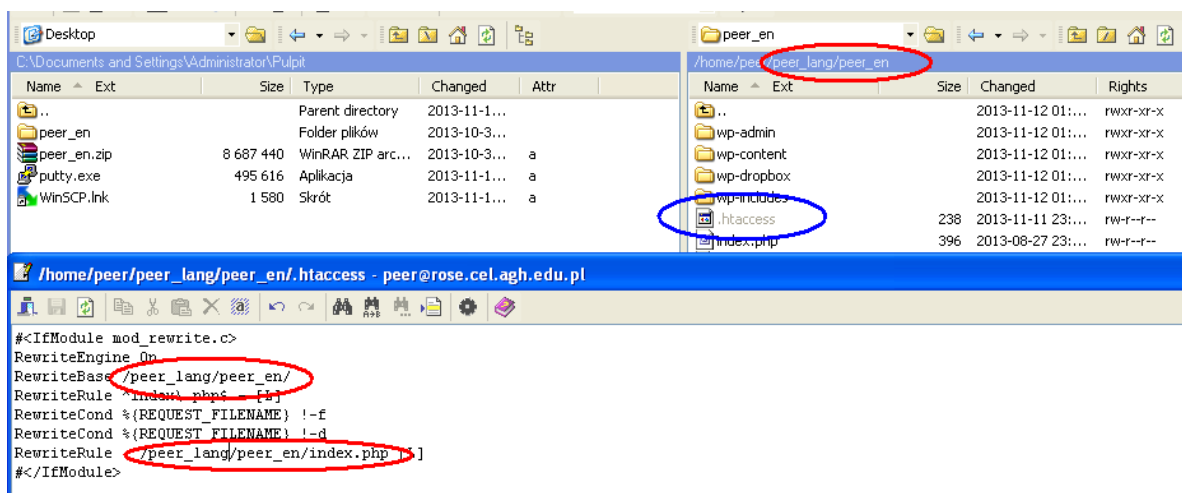 Desktop
peer_en
C:\Documents and Settings\Administrator\Pulpit
/home/peer/peer_lang/peer_en
Name Ext Size Type Changed Attr
Name Ext Size Changed Rights
.. Parent directory 2013-11-1...
.. 2013-11-12 01:... rwxr-xr-x
peer_en Folder plików 2013-10-3...
wp-admin 2013-11-12 01:... rwxr-xr-x
peer_en.zip 8 687 440 WinRAR ZIP arc... 2013-10-3... a
wp-content 2013-11-12 01:... rwxr-xr-x
putty.exe 495 616 Aplikacja 2013-11-1... a
wp-dropbox 2013-11-12 01:... rwxr-xr-x
WinSCP.lnk 1 580 Skrót 2013-11-1... a
wp-includes 2013-11-12 01:... rwxr-xr-x
.htaccess 238 2013-11-11 23:... rw-r--r--
index.php 396 2013-08-27 23:... rw-r--r--
/home/peer/peer_lang/peer_en/.htaccess - peer@rose.cel.agh.edu.pl
#<IfModule mod_rewrite.c>
RewriteEngine On
RewriteBase /peer_lang/peer_en/
RewriteRule ^index\.php$ - [L]
RewriteCond %{REQUEST_FILENAME} !-f
RewriteCond %{REQUEST_FILENAME} !-d
RewriteRule /peer_lang/peer_en/index.php [L]
#</IfModule>